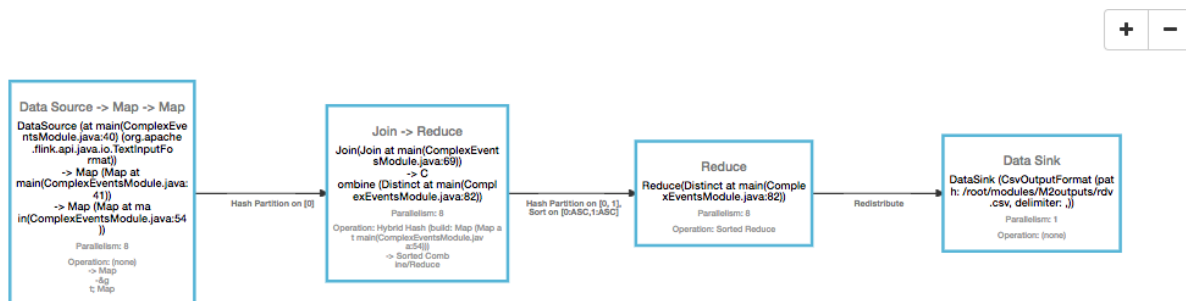 + −
Data Source -> Map -> Map
DataSource (at main(ComplexEve
ntsModule.java:40) (org.apache
.flink.api.java.io.TextInputFo
rmat))
-> Map (Map at
main(ComplexEventsModule.java:
41))
-> Map (Map at ma
in(ComplexEventsModule.java:54
))
Parallelism: 8
Operation: (none)
-> Map
-&g
t; Map
Hash Partition on [0]
Join -> Reduce
Join(Join at main(ComplexEvent
sModule.java:69))
-> C
ombine (Distinct at main(Compl
exEventsModule.java:82))
Parallelism: 8
Operation: Hybrid Hash (build: Map (Map a
t main(ComplexEventsModule.jav
a:54)))
-> Sorted Comb
ine/Reduce
Hash Partition on [0, 1],
Sort on [0:ASC,1:ASC]
Reduce
Reduce(Distinct at main(Comple
xEventsModule.java:82))
Parallelism: 8
Operation: Sorted Reduce
Redistribute
Data Sink
DataSink (CsvOutputFormat (pat
h: /root/modules/M2outputs/rdv
.csv, delimiter: ,))
Parallelism: 1
Operation: (none)